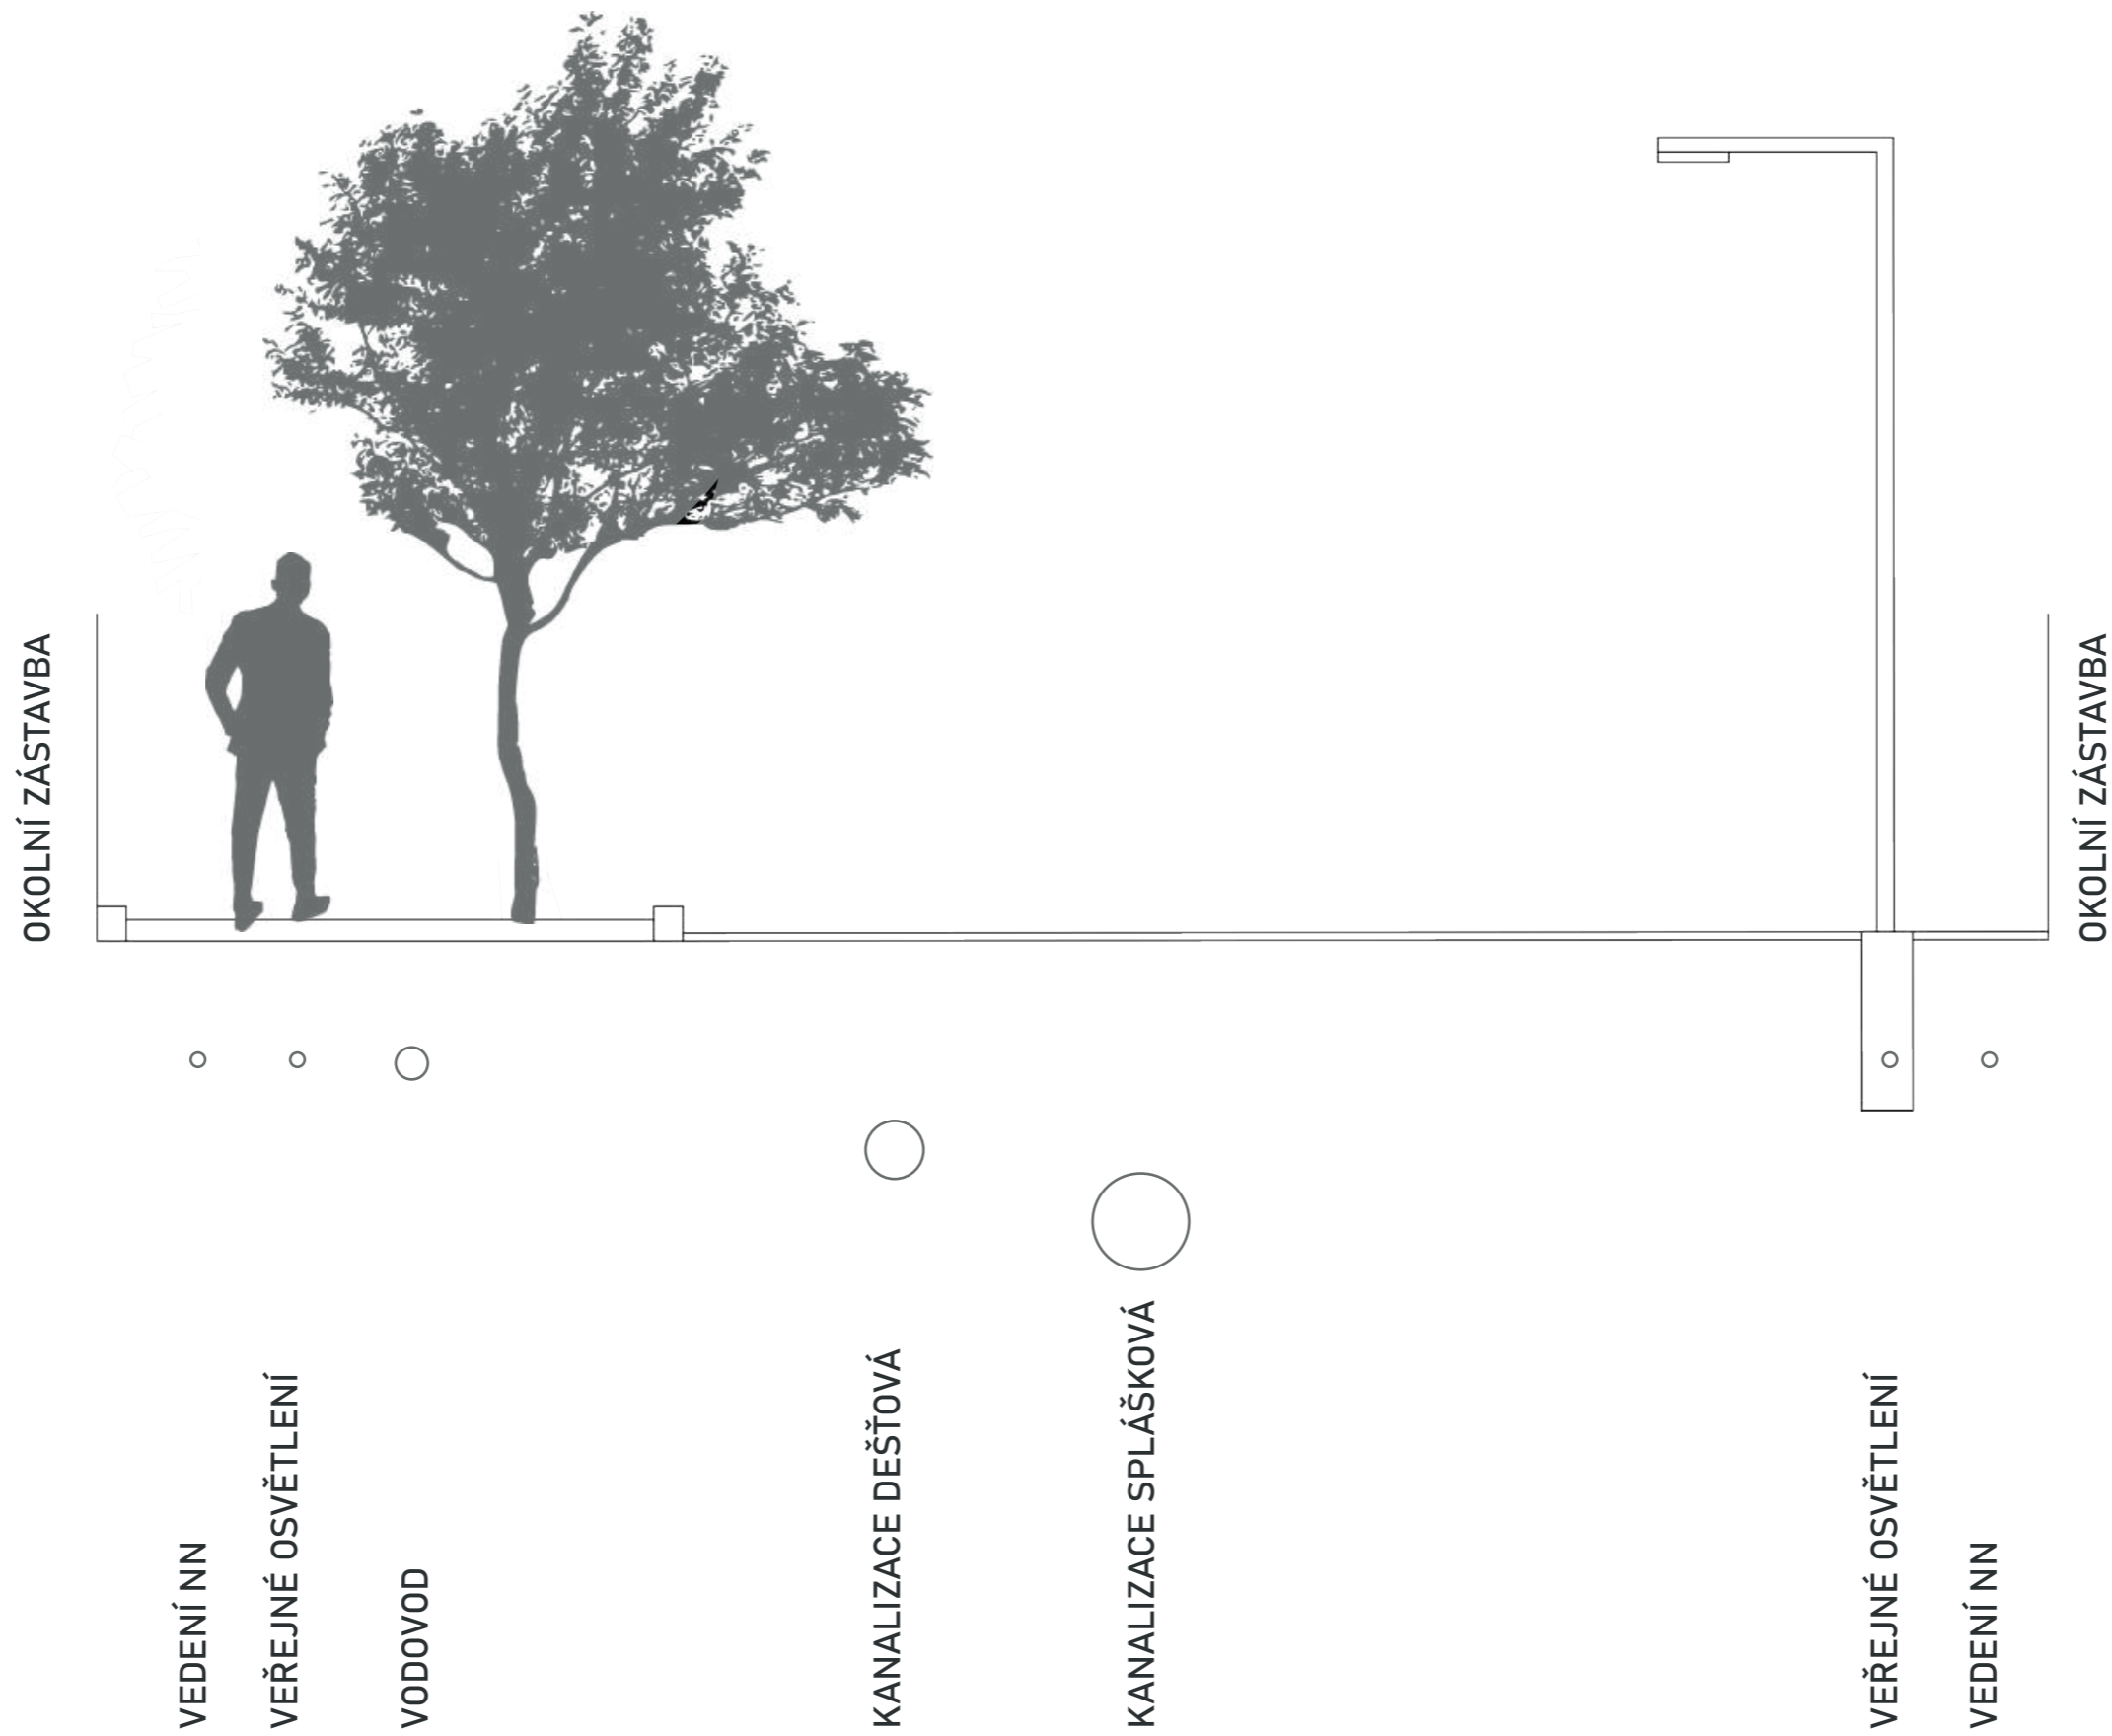 OKOLNÍ ZÁSTAVBA
OKOLNÍ ZÁSTAVBA
VEDENÍ NN
VEŘEJNÉ OSVĚTLENÍ
VODOVOD
KANALIZACE DEŠŤOVÁ
KANALIZACE SPLÁŠKOVÁ
VEŘEJNÉ OSVĚTLENÍ
VEDENÍ NN